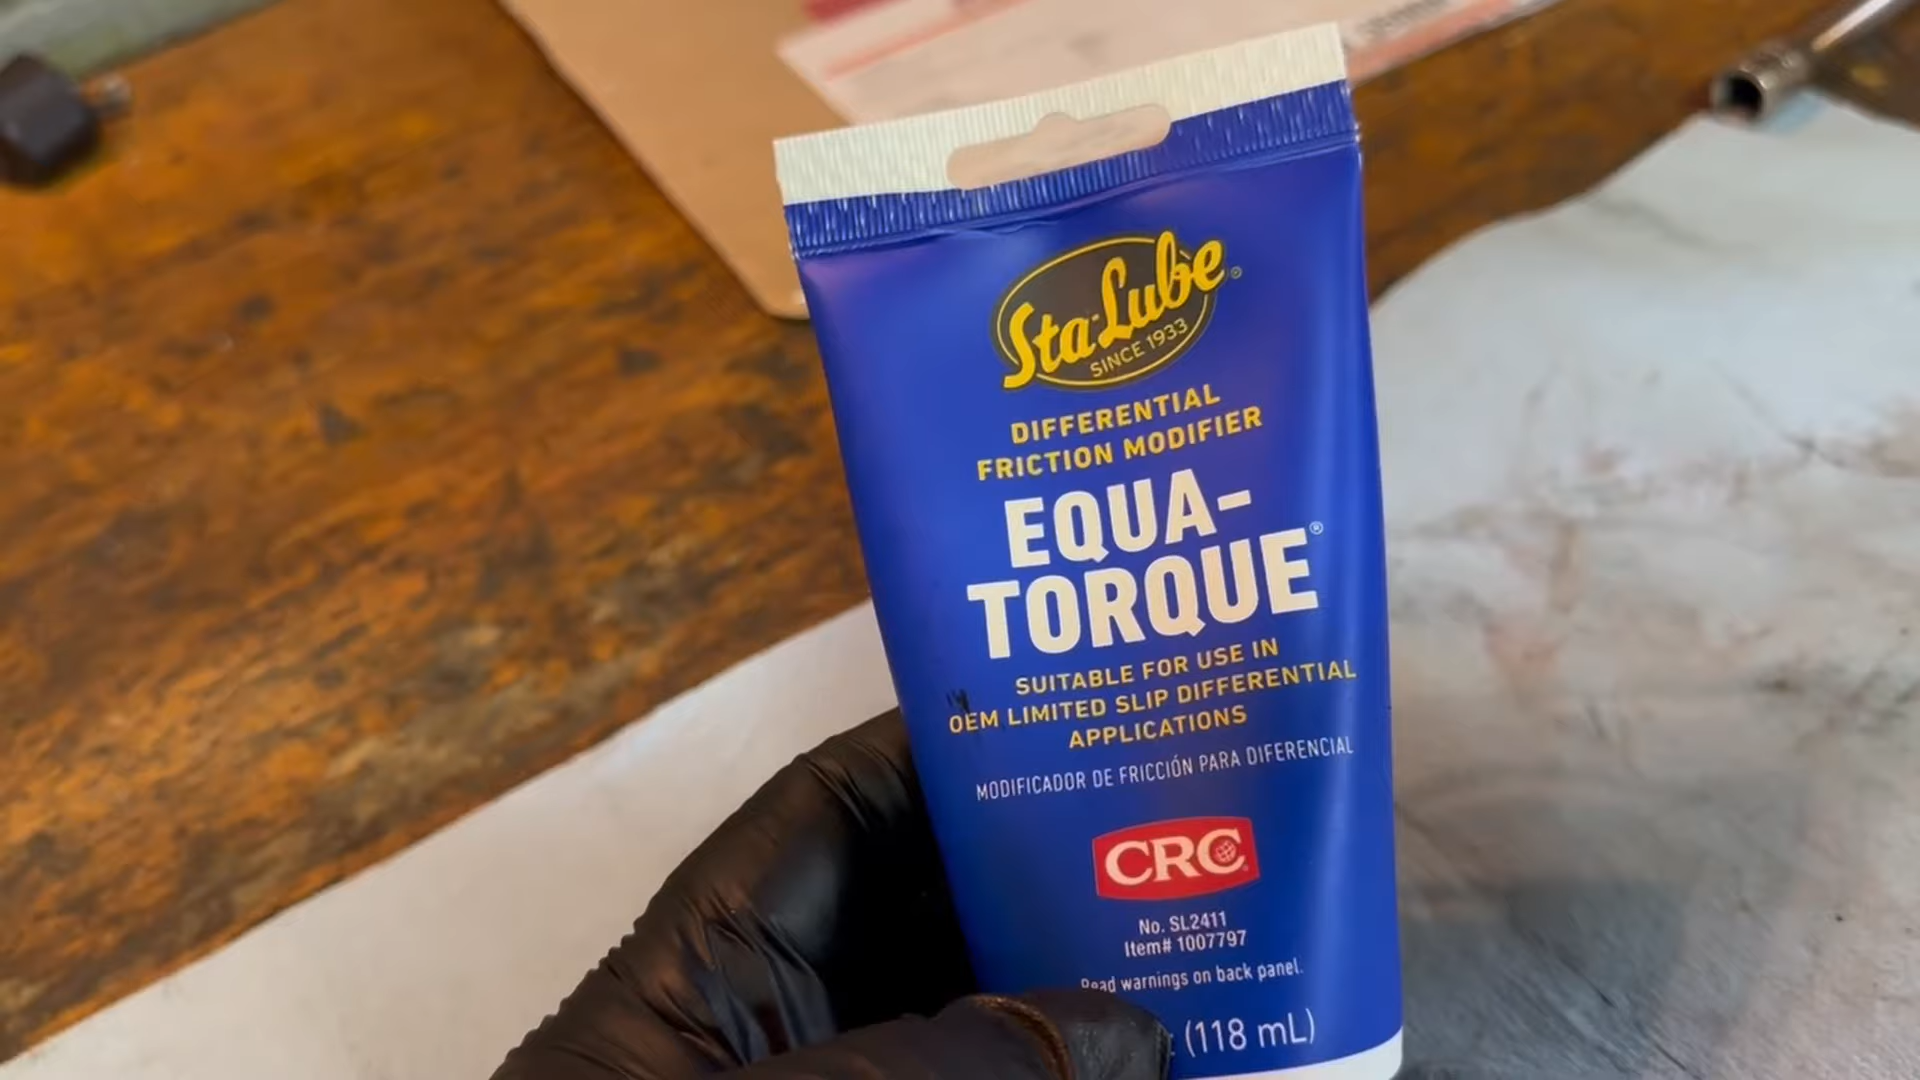 Sta-Lube®
SINCE 1933
DIFFERENTIAL
FRICTION MODIFIER
EQUA-
TORQUE®
SUITABLE FOR USE IN
OEM LIMITED SLIP DIFFERENTIAL
APPLICATIONS
MODIFICADOR DE FRICCIÓN PARA DIFERENCIAL
CRC
No. SL2411
Item# 1007797
Read warnings on back panel.
(118 mL)